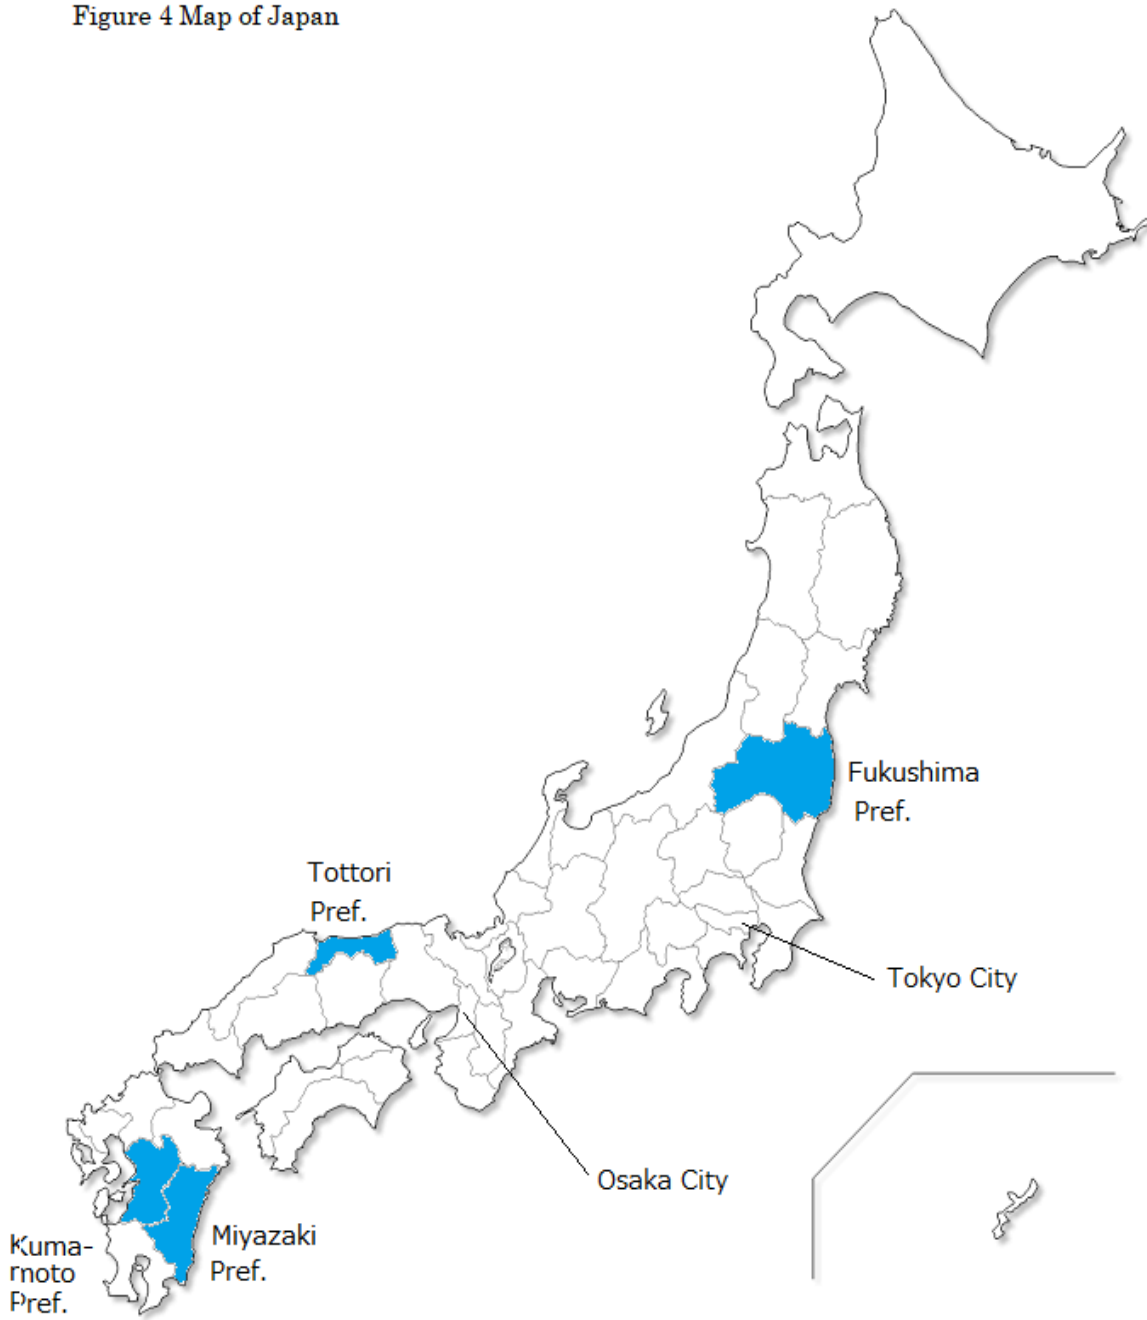 Figure 4 Map of Japan
Fukushima
Pref.
Tottori
Pref.
Tokyo City
Osaka City
Miyazaki
Pref.
Kuma-
moto
Pref.